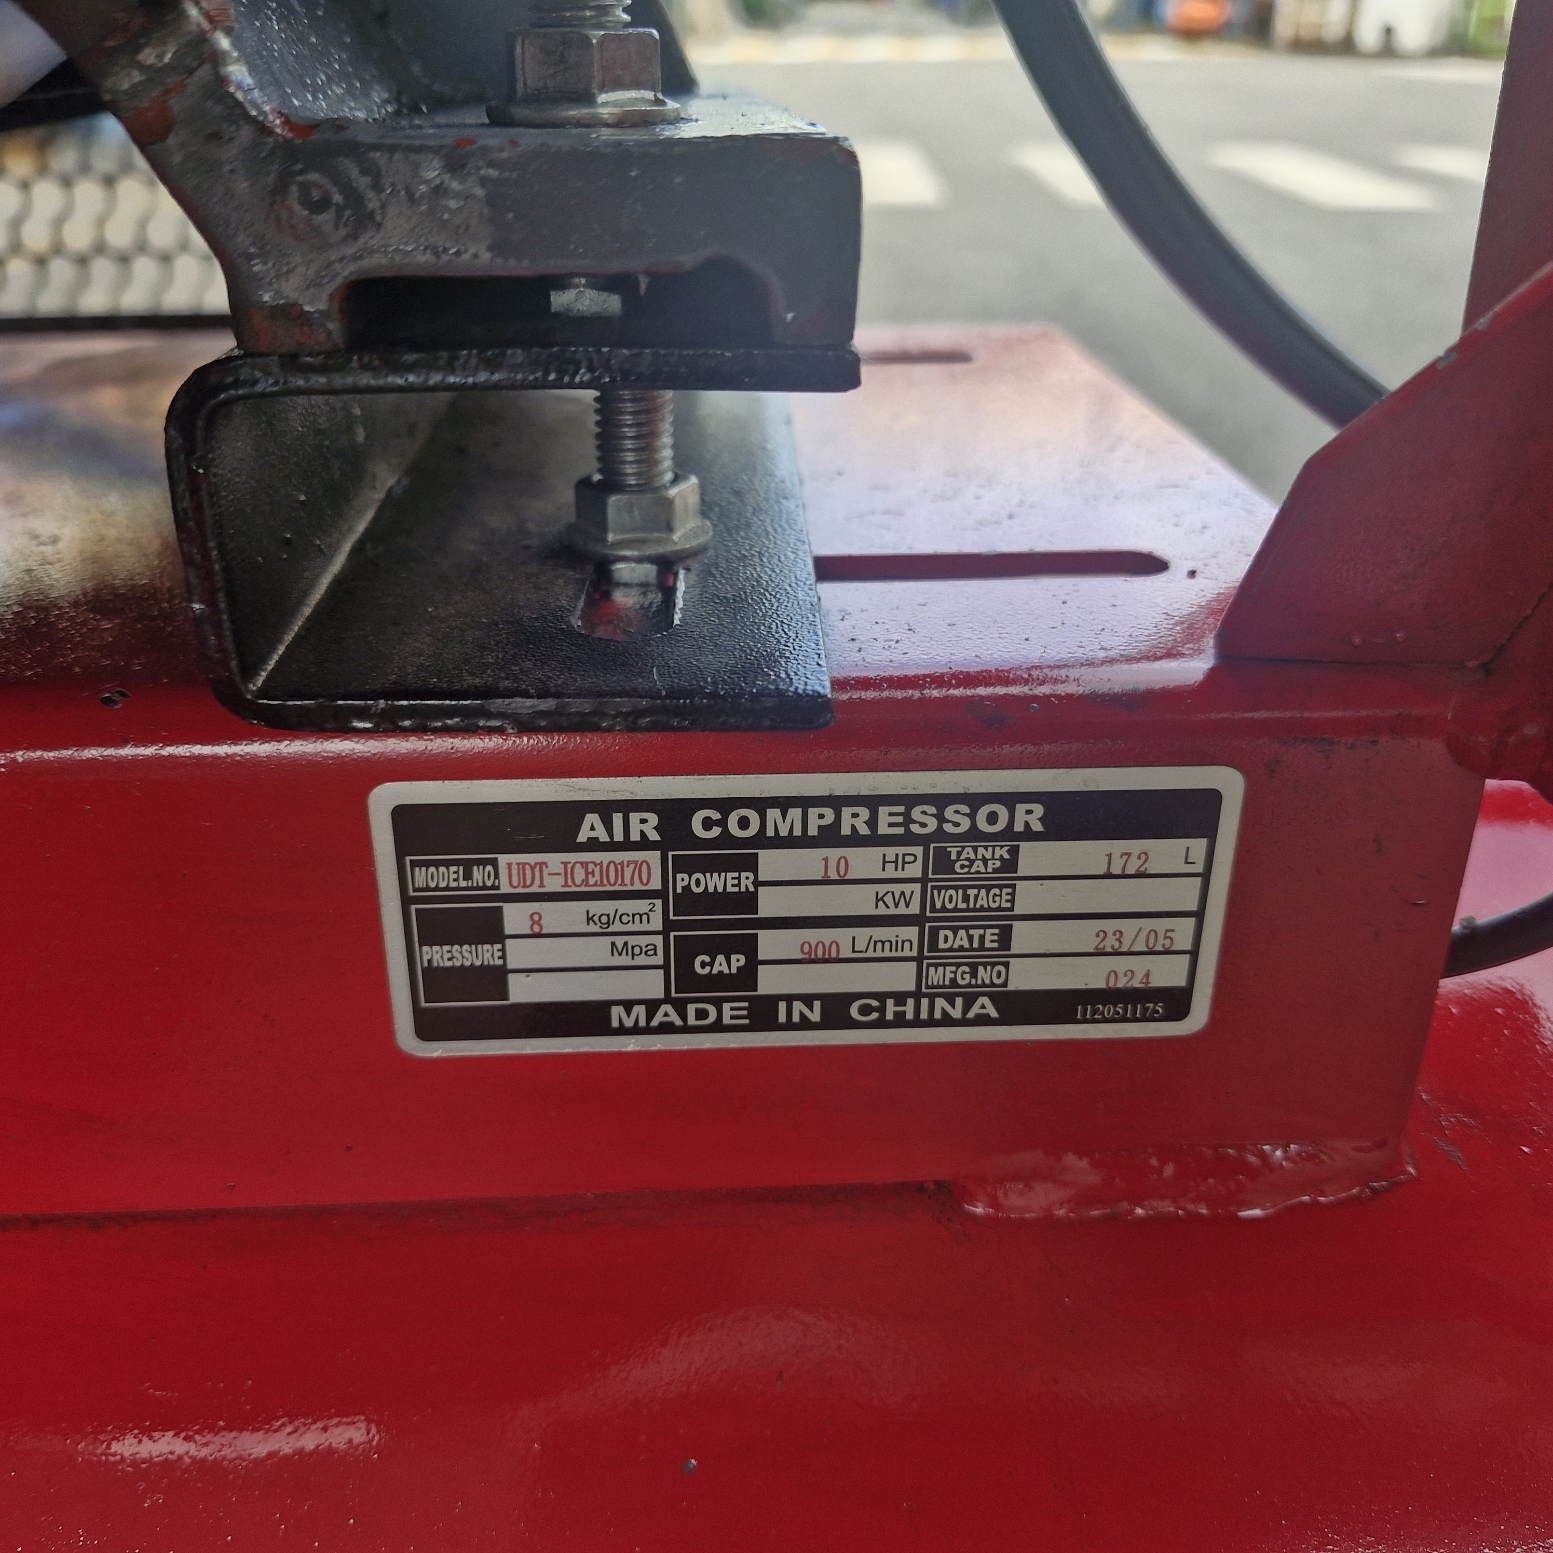 AIR COMPRESSOR
MODEL.NO. UDT-ICE10170
PRESSURE 8 kg/cm²
Mpa
POWER 10 HP
KW
CAP 900 L/min
TANK CAP 172 L
VOLTAGE
DATE 23/05
MFG.NO 024
MADE IN CHINA
112051175